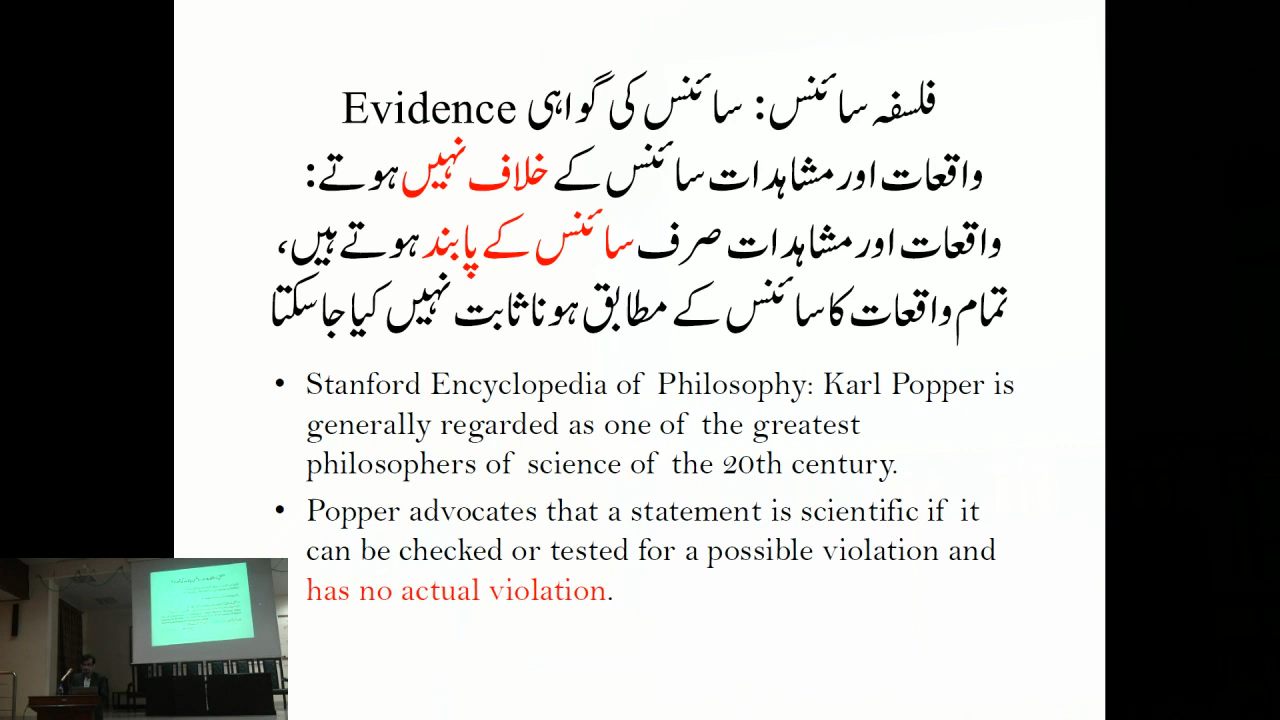 فلسفہ سائنس: سائنس کی گواہی Evidence
واقعات اور مشاہدات سائنس کے خلاف نہیں ہوتے:
واقعات اور مشاہدات صرف سائنس کے پابند ہوتے ہیں،
تمام واقعات کا سائنس کے مطابق ہونا ثابت نہیں کیا جاسکتا
• Stanford Encyclopedia of Philosophy: Karl Popper is
generally regarded as one of the greatest
philosophers of science of the 20th century.
• Popper advocates that a statement is scientific if it
can be checked or tested for a possible violation and
has no actual violation.